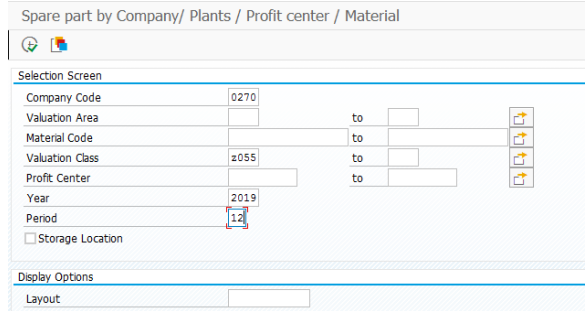 Spare part by Company/ Plants / Profit center / Material
Selection Screen
Company Code 0270
Valuation Area to
Material Code to
Valuation Class z055 to
Profit Center to
Year 2019
Period 12
Storage Location
Display Options
Layout